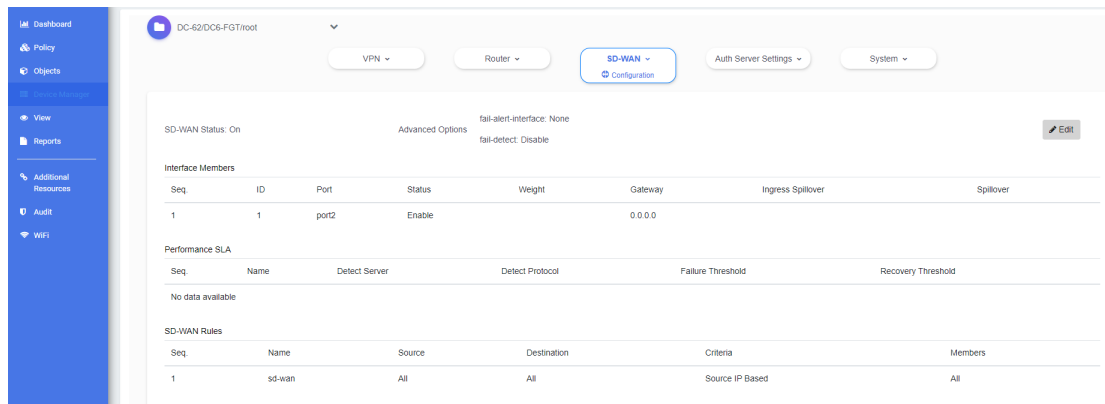 Dashboard
Policy
Objects
Device Manager
View
Reports
Additional
Resources
Audit
WiFi
DC-62/DC6-FGT/root
VPN
Router
SD-WAN
Configuration
Auth Server Settings
System
SD-WAN Status: On
Advanced Options
fail-alert-interface: None
fail-detect: Disable
Edit
Interface Members
Seq. ID Port Status Weight Gateway Ingress Spillover Spillover
1 1 port2 Enable 0.0.0.0
Performance SLA
Seq. Name Detect Server Detect Protocol Failure Threshold Recovery Threshold
No data available
SD-WAN Rules
Seq. Name Source Destination Criteria Members
1 sd-wan All All Source IP Based All